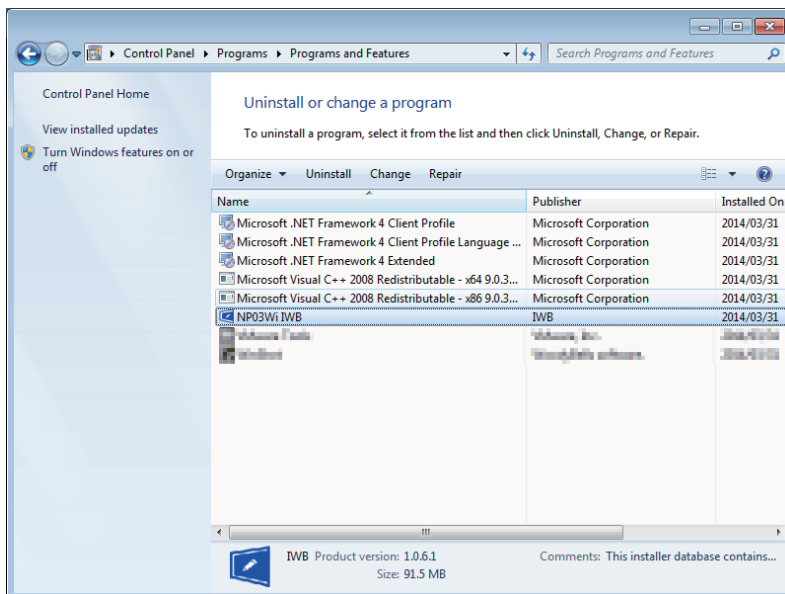 Control Panel Programs Programs and Features Search Programs and Features
Control Panel Home
View installed updates
Turn Windows features on or
off
Uninstall or change a program
To uninstall a program, select it from the list and then click Uninstall, Change, or Repair.
Organize Uninstall Change Repair
Name Publisher Installed On
Microsoft .NET Framework 4 Client Profile Microsoft Corporation 2014/03/31
Microsoft .NET Framework 4 Client Profile Language ... Microsoft Corporation 2014/03/31
Microsoft .NET Framework 4 Extended Microsoft Corporation 2014/03/31
Microsoft Visual C++ 2008 Redistributable - x64 9.0.3... Microsoft Corporation 2014/03/31
Microsoft Visual C++ 2008 Redistributable - x86 9.0.3... Microsoft Corporation 2014/03/31
NP03Wi IWB IWB 2014/03/31
IWB Product version: 1.0.6.1 Comments: This installer database contains...
Size: 91.5 MB